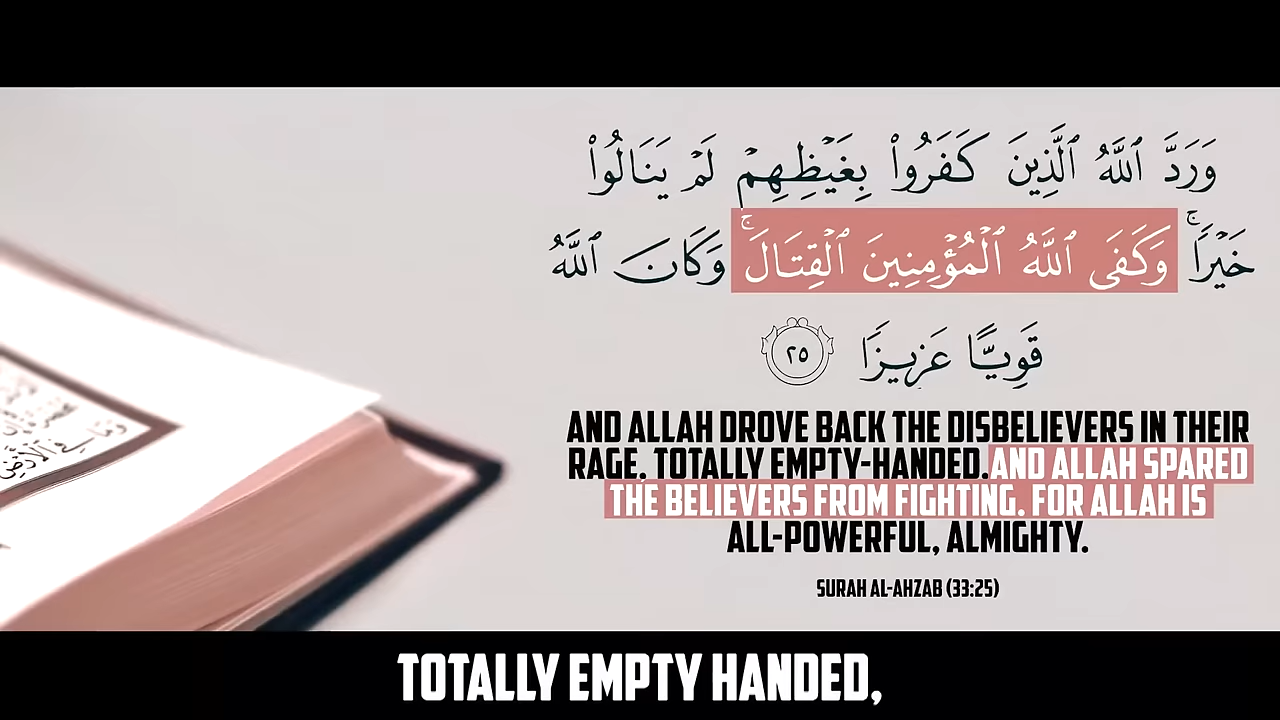 وَرَدَّ ٱللَّهُ ٱلَّذِينَ كَفَرُوا۟ بِغَيْظِهِمْ لَمْ يَنَالُوا۟
خَيْرًا ۚ وَكَفَى ٱللَّهُ ٱلْمُؤْمِنِينَ ٱلْقِتَالَ ۚ وَكَانَ ٱللَّهُ
قَوِيًّا عَزِيزًا ٢٥
AND ALLAH DROVE BACK THE DISBELIEVERS IN THEIR
RAGE, TOTALLY EMPTY-HANDED. AND ALLAH SPARED
THE BELIEVERS FROM FIGHTING. FOR ALLAH IS
ALL-POWERFUL, ALMIGHTY.
SURAH AL-AHZAB (33:25)
TOTALLY EMPTY HANDED,